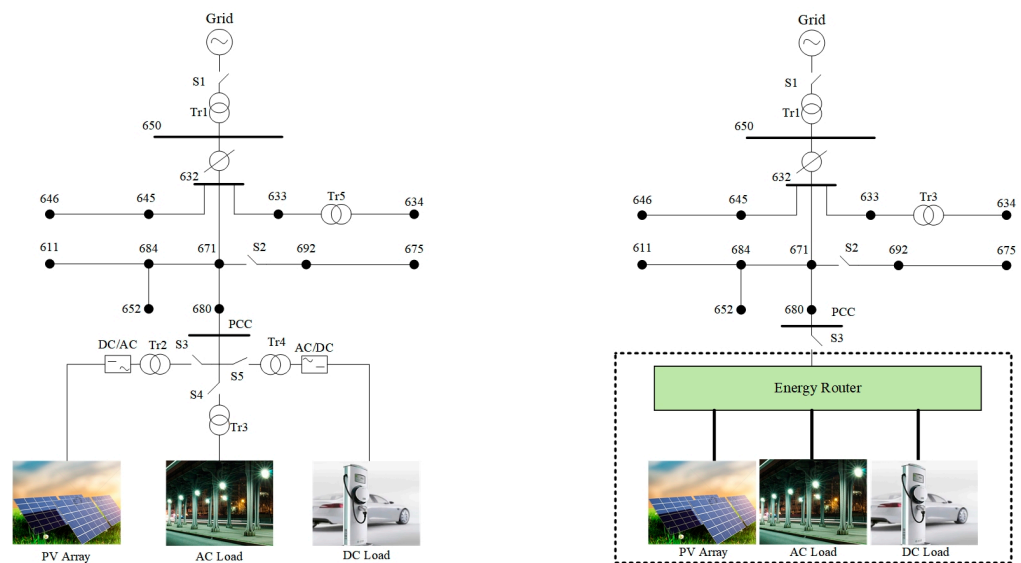 Grid
S1
Tr1
650
632
646
645
633
Tr5
634
611
684
671
S2
692
675
652
680
PCC
DC/AC
Tr2
S3
Tr4
AC/DC
S5
S4
Tr3
PV Array
AC Load
DC Load
Grid
S1
Tr1
650
632
646
645
633
Tr3
634
611
684
671
S2
692
675
652
680
PCC
S3
Energy Router
PV Array
AC Load
DC Load